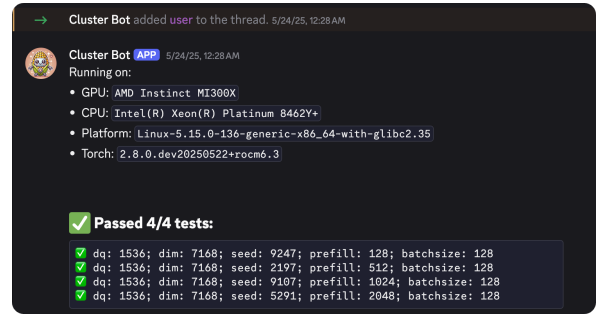 → Cluster Bot added user to the thread. 5/24/25, 12:28 AM
Cluster Bot APP 5/24/25, 12:28 AM
Running on:
• GPU: AMD Instinct MI300X
• CPU: Intel(R) Xeon(R) Platinum 8462Y+
• Platform: Linux-5.15.0-136-generic-x86_64-with-glibc2.35
• Torch: 2.8.0.dev20250522+rocm6.3
✅ Passed 4/4 tests:
✅ dq: 1536; dim: 7168; seed: 9247; prefill: 128; batchsize: 128
✅ dq: 1536; dim: 7168; seed: 2197; prefill: 512; batchsize: 128
✅ dq: 1536; dim: 7168; seed: 9107; prefill: 1024; batchsize: 128
✅ dq: 1536; dim: 7168; seed: 5291; prefill: 2048; batchsize: 128